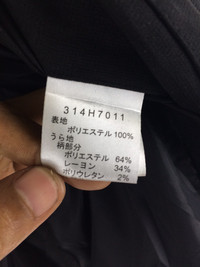 314H7011
表地
ポリエステル 100%
うら地
柄部分
ポリエステル 64%
レーヨン 34%
ポリウレタン 2%